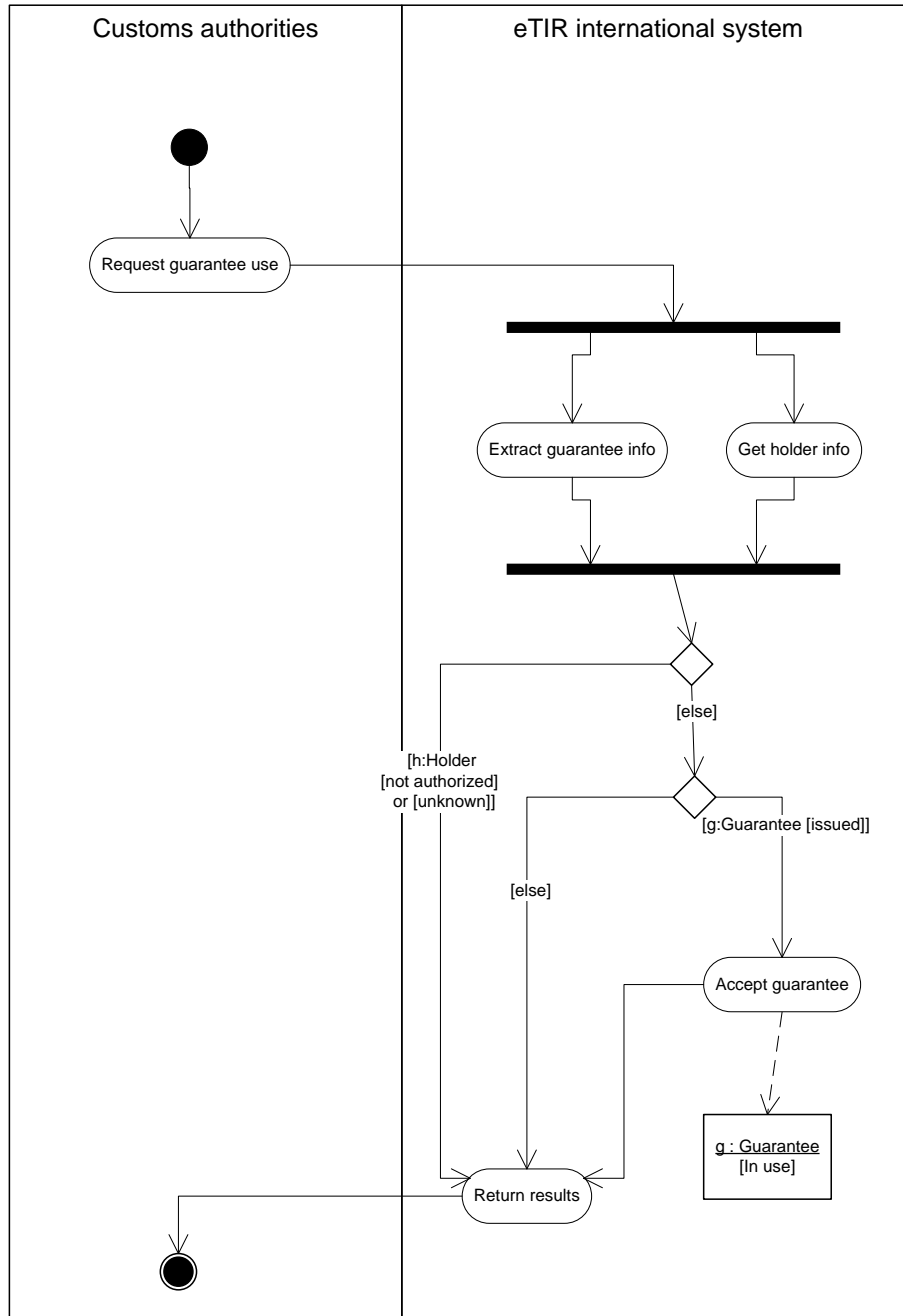 Customs authorities
eTIR international system
Request guarantee use
Extract guarantee info
Get holder info
[else]
[h:Holder
[not authorized]
or [unknown]]
[g:Guarantee [issued]]
[else]
Accept guarantee
g : Guarantee
[In use]
Return results